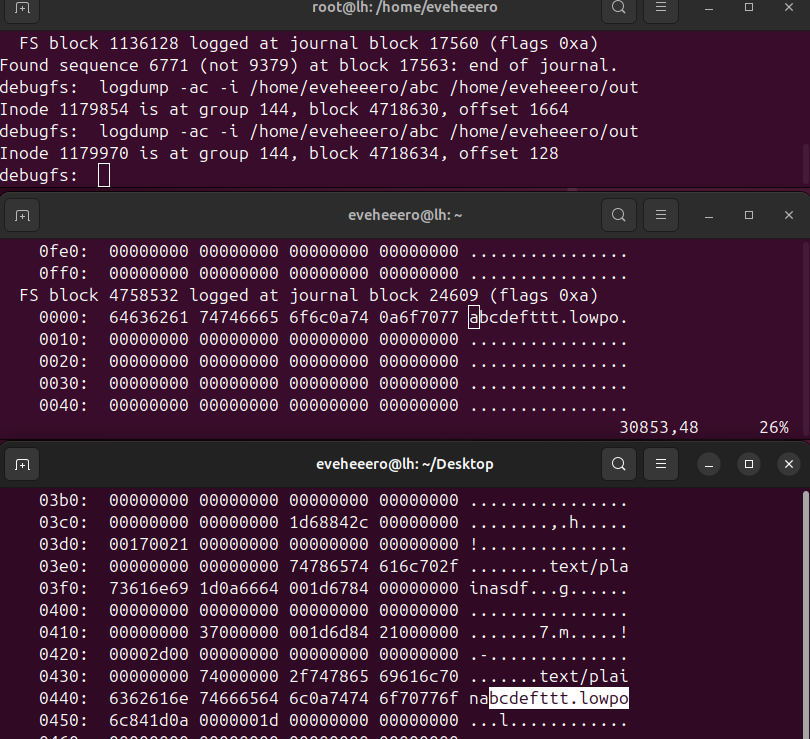 root@lh: /home/eveheeero
  FS block 1136128 logged at journal block 17560 (flags 0xa)
Found sequence 6771 (not 9379) at block 17563: end of journal.
debugfs:  logdump -ac -i /home/eveheeero/abc /home/eveheeero/out
Inode 1179854 is at group 144, block 4718630, offset 1664
debugfs:  logdump -ac -i /home/eveheeero/abc /home/eveheeero/out
Inode 1179970 is at group 144, block 4718634, offset 128
debugfs:
eveheeero@lh: ~
0fe0:  00000000 00000000 00000000 00000000 ................
0ff0:  00000000 00000000 00000000 00000000 ................
FS block 4758532 logged at journal block 24609 (flags 0xa)
0000:  64636261 74746665 6f6c0a74 0a6f7077 abcdefttt.lowpo.
0010:  00000000 00000000 00000000 00000000 ................
0020:  00000000 00000000 00000000 00000000 ................
0030:  00000000 00000000 00000000 00000000 ................
0040:  00000000 00000000 00000000 00000000 ................
30853,48 26%
eveheeero@lh: ~/Desktop
03b0:  00000000 00000000 00000000 00000000 ................
03c0:  00000000 00000000 1d68842c 00000000 ........,.h.....
03d0:  00170021 00000000 00000000 00000000 !...............
03e0:  00000000 00000000 74786574 616c702f ........text/pla
03f0:  73616e69 1d0a6664 001d6784 00000000 inasdf...g......
0400:  00000000 00000000 00000000 00000000 ................
0410:  00000000 37000000 001d6d84 21000000 .......7.m.....!
0420:  00002d00 00000000 00000000 00000000 .-..............
0430:  00000000 74000000 2f747865 69616c70 .......text/plai
0440:  6362616e 74666564 6c0a7474 6f70776f nabcdefttt.lowpo
0450:  6c841d0a 0000001d 00000000 00000000 ...l............